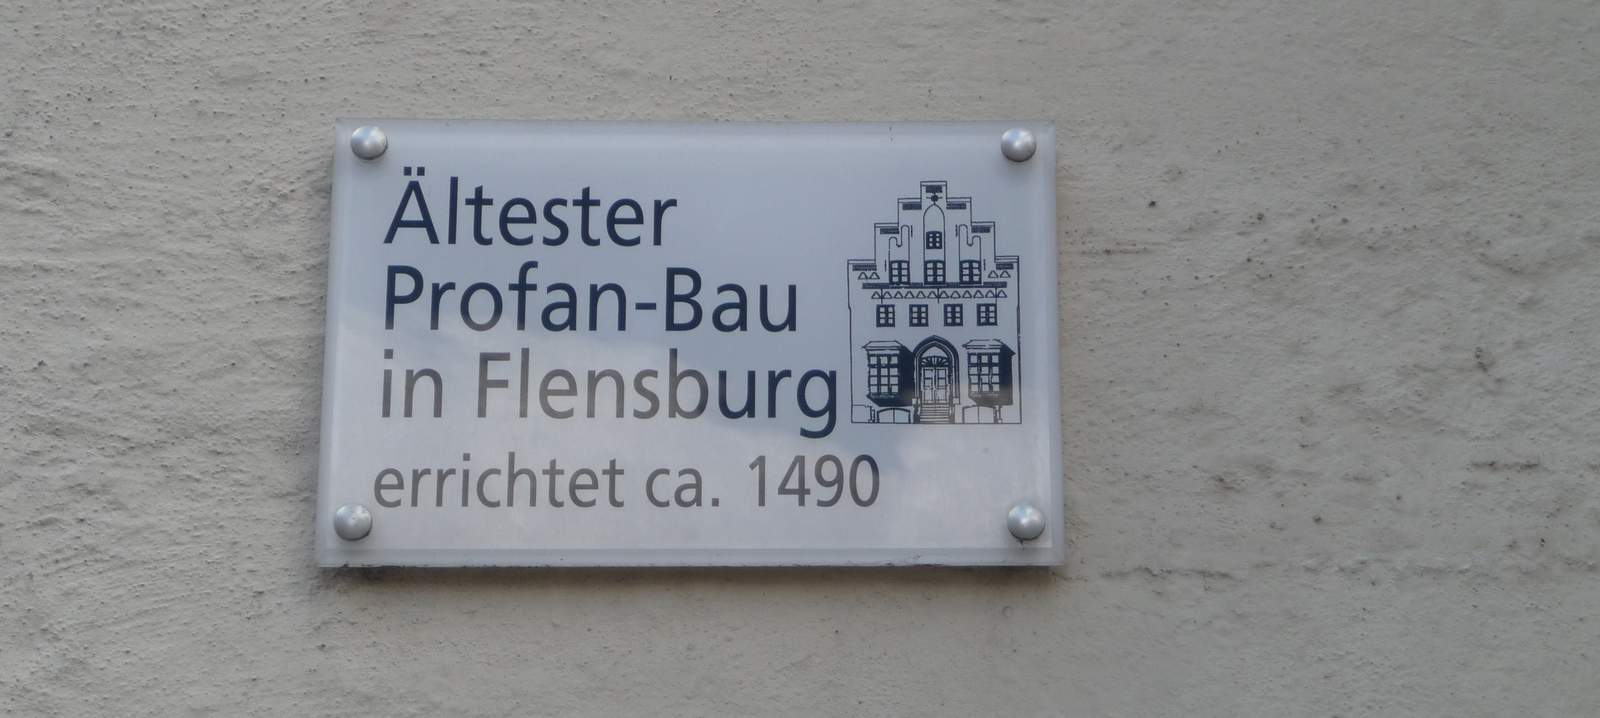 Ältester
Profan-Bau
in Flensburg
errichtet ca. 1490